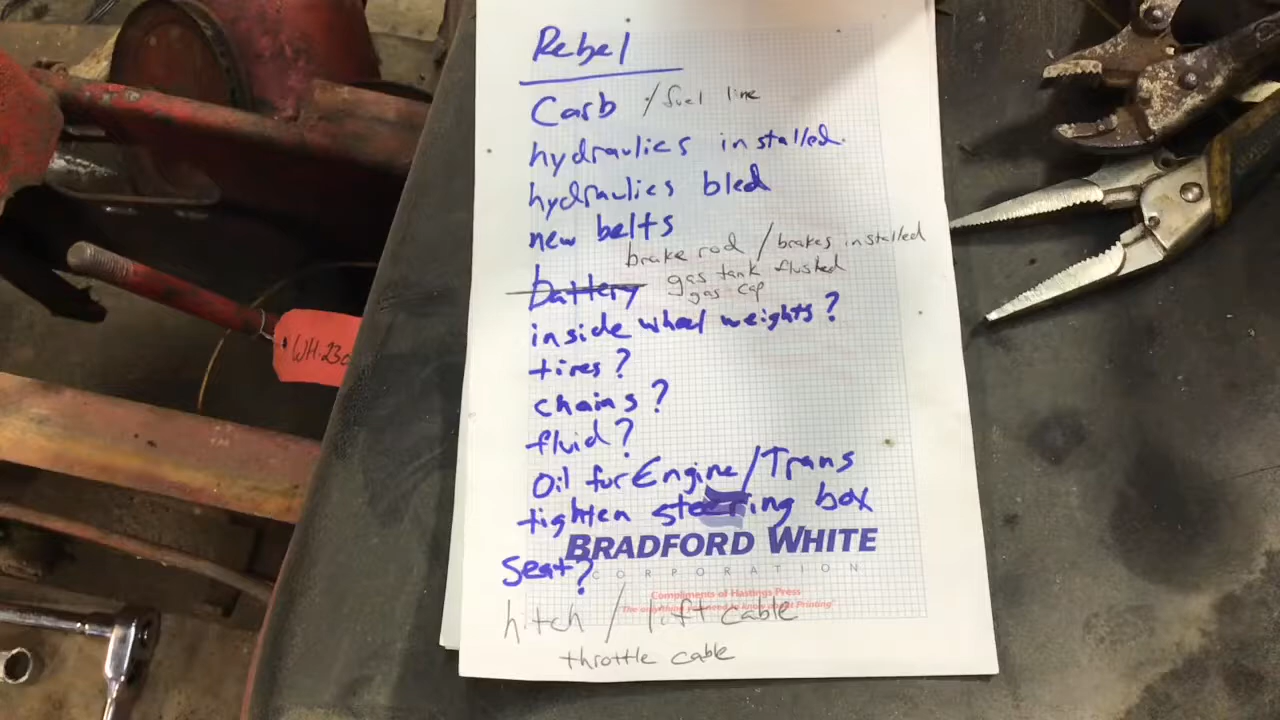 Rebel
Carb / fuel line
hydraulics installed.
hydraulics bled
new belts
brake rod / brakes installed
battery gas tank flushed
gas cap
inside wheel weights?
tires?
chains?
fluid?
Oil for Engine/Trans
tighten steering box
BRADFORD WHITE
CORPORATION
Seat?
Compliments of Hastings Press
hitch / lift cable
throttle cable
WH-230